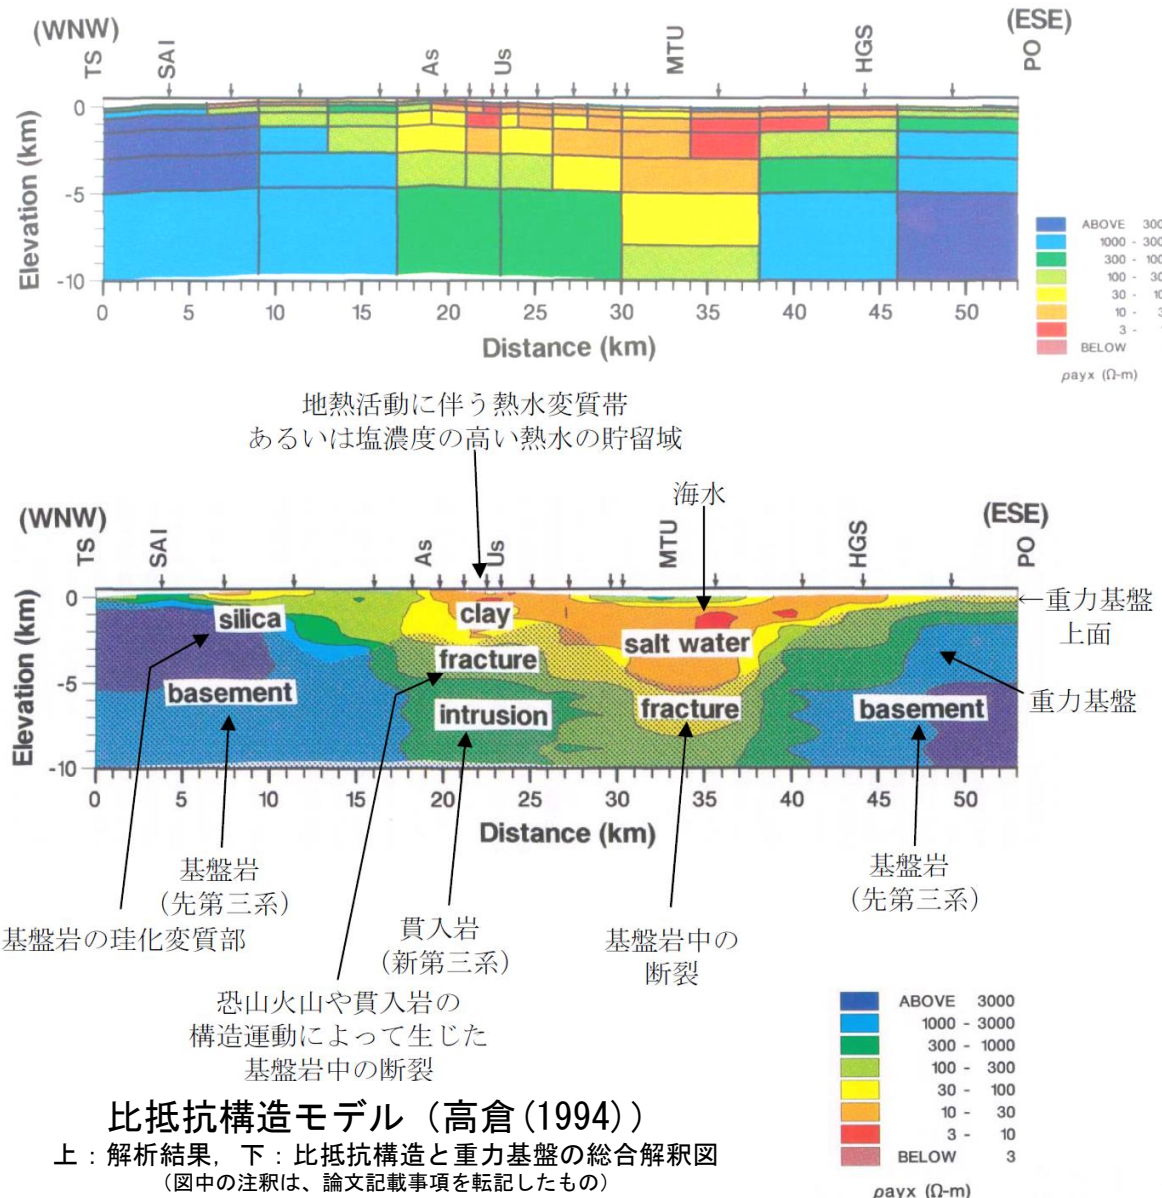 (WNW)
(ESE)
TS
SAI
As
Us
MTU
HGS
PO
Elevation (km)
0
-5
-10
0
5
10
15
20
25
30
35
40
45
50
Distance (km)
ABOVE 300
1000 - 300
300 - 100
100 - 30
30 - 10
10 - 3
3 -
BELOW
ρayx (Ω-m)
地熱活動に伴う熱水変質帯
あるいは塩濃度の高い熱水の貯留域
海水
(WNW)
(ESE)
TS
SAI
As
Us
MTU
HGS
PO
Elevation (km)
0
-5
-10
silica
clay
salt water
fracture
basement
intrusion
fracture
basement
←重力基盤
上面
重力基盤
0
5
10
15
20
25
30
35
40
45
50
Distance (km)
基盤岩
(先第三系)
基盤岩の珪化変質部
貫入岩
(新第三系)
恐山火山や貫入岩の
構造運動によって生じた
基盤岩中の断裂
基盤岩中の
断裂
基盤岩
(先第三系)
ABOVE 3000
1000 - 3000
300 - 1000
100 - 300
30 - 100
10 - 30
3 - 10
BELOW 3
ρayx (Ω-m)
比抵抗構造モデル（高倉(1994)）
上：解析結果，下：比抵抗構造と重力基盤の総合解釈図
（図中の注釈は、論文記載事項を転記したもの）